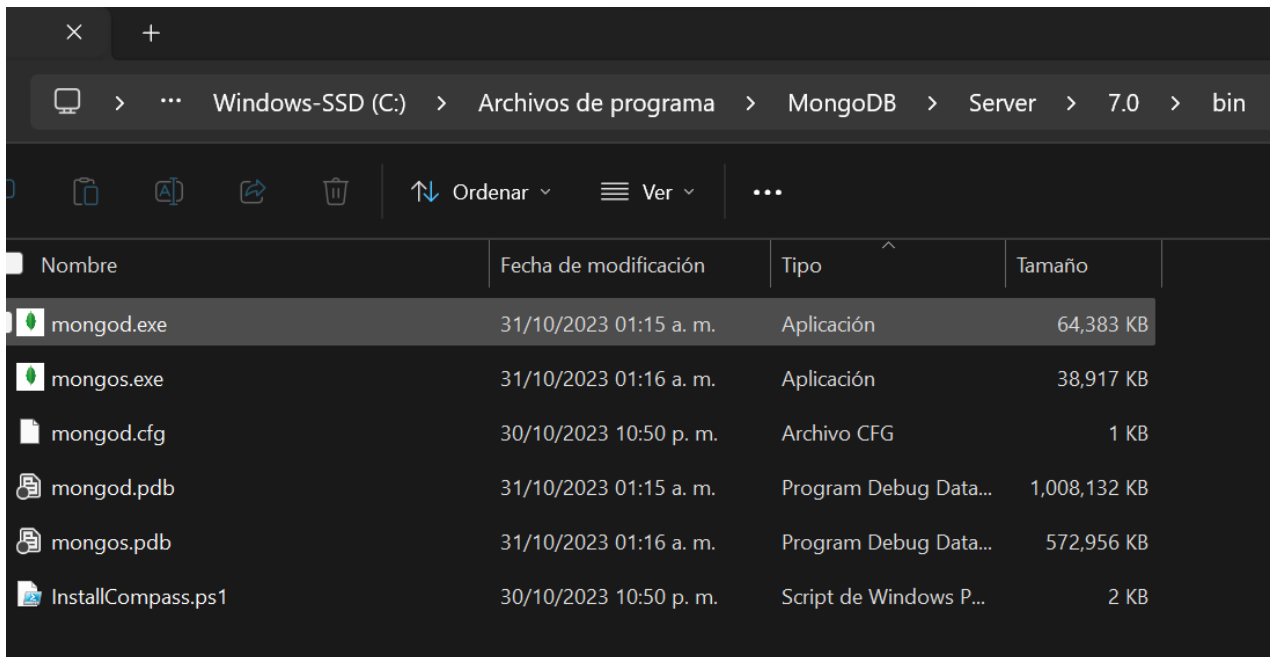 Windows-SSD (C:) > Archivos de programa > MongoDB > Server > 7.0 > bin
Ordenar Ver
Nombre Fecha de modificación Tipo Tamaño
mongod.exe 31/10/2023 01:15 a. m. Aplicación 64,383 KB
mongos.exe 31/10/2023 01:16 a. m. Aplicación 38,917 KB
mongod.cfg 30/10/2023 10:50 p. m. Archivo CFG 1 KB
mongod.pdb 31/10/2023 01:15 a. m. Program Debug Data... 1,008,132 KB
mongos.pdb 31/10/2023 01:16 a. m. Program Debug Data... 572,956 KB
InstallCompass.ps1 30/10/2023 10:50 p. m. Script de Windows P... 2 KB